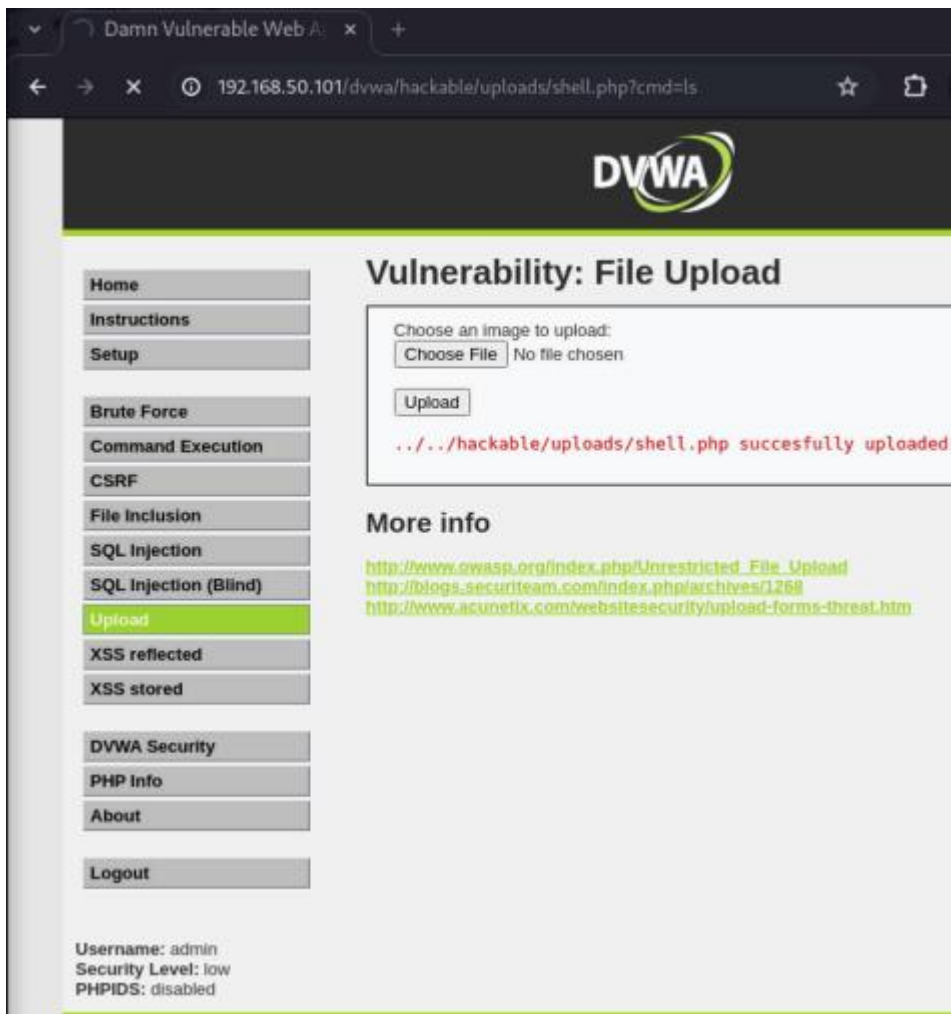 Damn Vulnerable Web A
192.168.50.101/dvwa/hackable/uploads/shell.php?cmd=ls
DVWA
Home
Instructions
Setup
Brute Force
Command Execution
CSRF
File Inclusion
SQL Injection
SQL Injection (Blind)
Upload
XSS reflected
XSS stored
DVWA Security
PHP Info
About
Logout
Username: admin
Security Level: low
PHPIDS: disabled
Vulnerability: File Upload
Choose an image to upload:
Choose File No file chosen
Upload
../../hackable/uploads/shell.php succesfully uploaded
More info
http://www.owasp.org/index.php/Unrestricted_File_Upload
http://blogs.securiteam.com/index.php/archives/1268
http://www.acunetix.com/websitesecurity/upload-forms-threat.htm